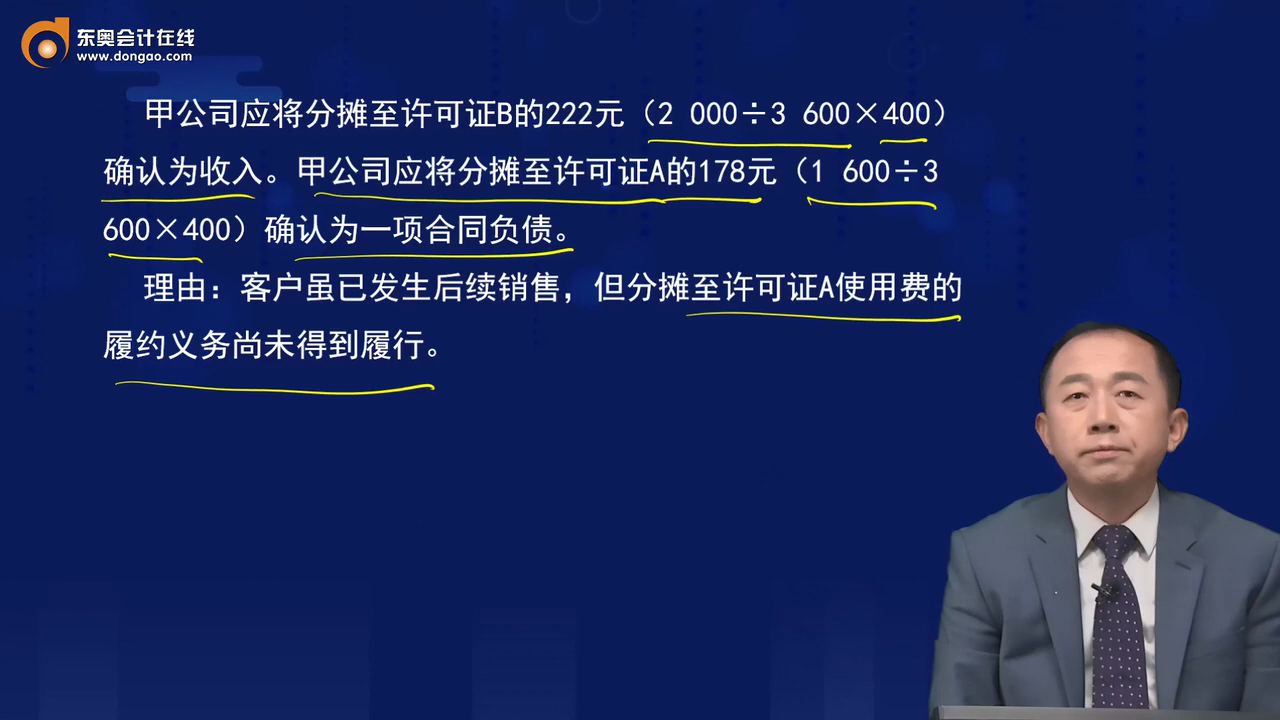 东奥会计在线
www.dongao.com
甲公司应将分摊至许可证B的222元（2 000÷3 600×400）
确认为收入。甲公司应将分摊至许可证A的178元（1 600÷3
600×400）确认为一项合同负债。
理由：客户虽已发生后续销售，但分摊至许可证A使用费的
履约义务尚未得到履行。